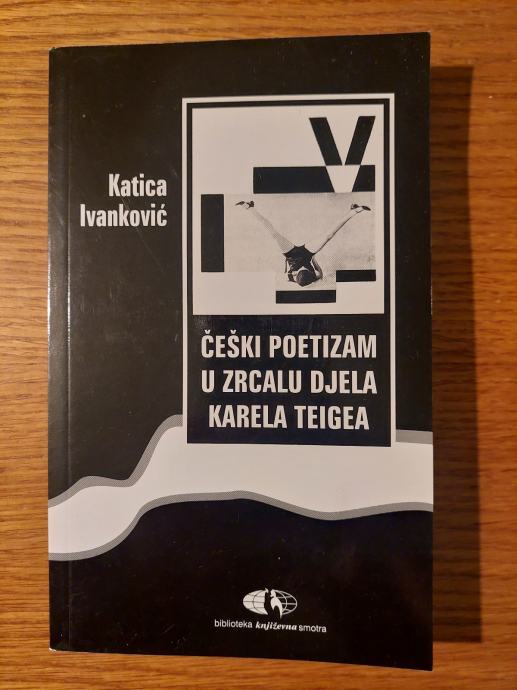 Katica
Ivanković
V
ČEŠKI POETIZAM
U ZRCALU DJELA
KARELA TEIGEA
biblioteka književna smotra